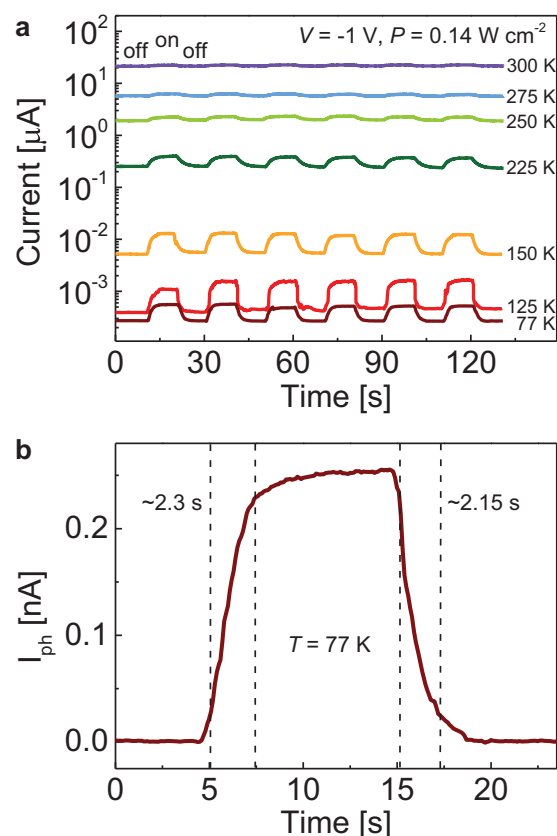 a
V = -1 V, P = 0.14 W cm⁻²
off on off
10²
10¹
10⁰
10⁻¹
10⁻²
10⁻³
Current [µA]
300 K
275 K
250 K
225 K
150 K
125 K
77 K
0 30 60 90 120
Time [s]
b
~2.3 s
~2.15 s
T = 77 K
0.2
0.1
0.0
I_ph [nA]
0 5 10 15 20
Time [s]